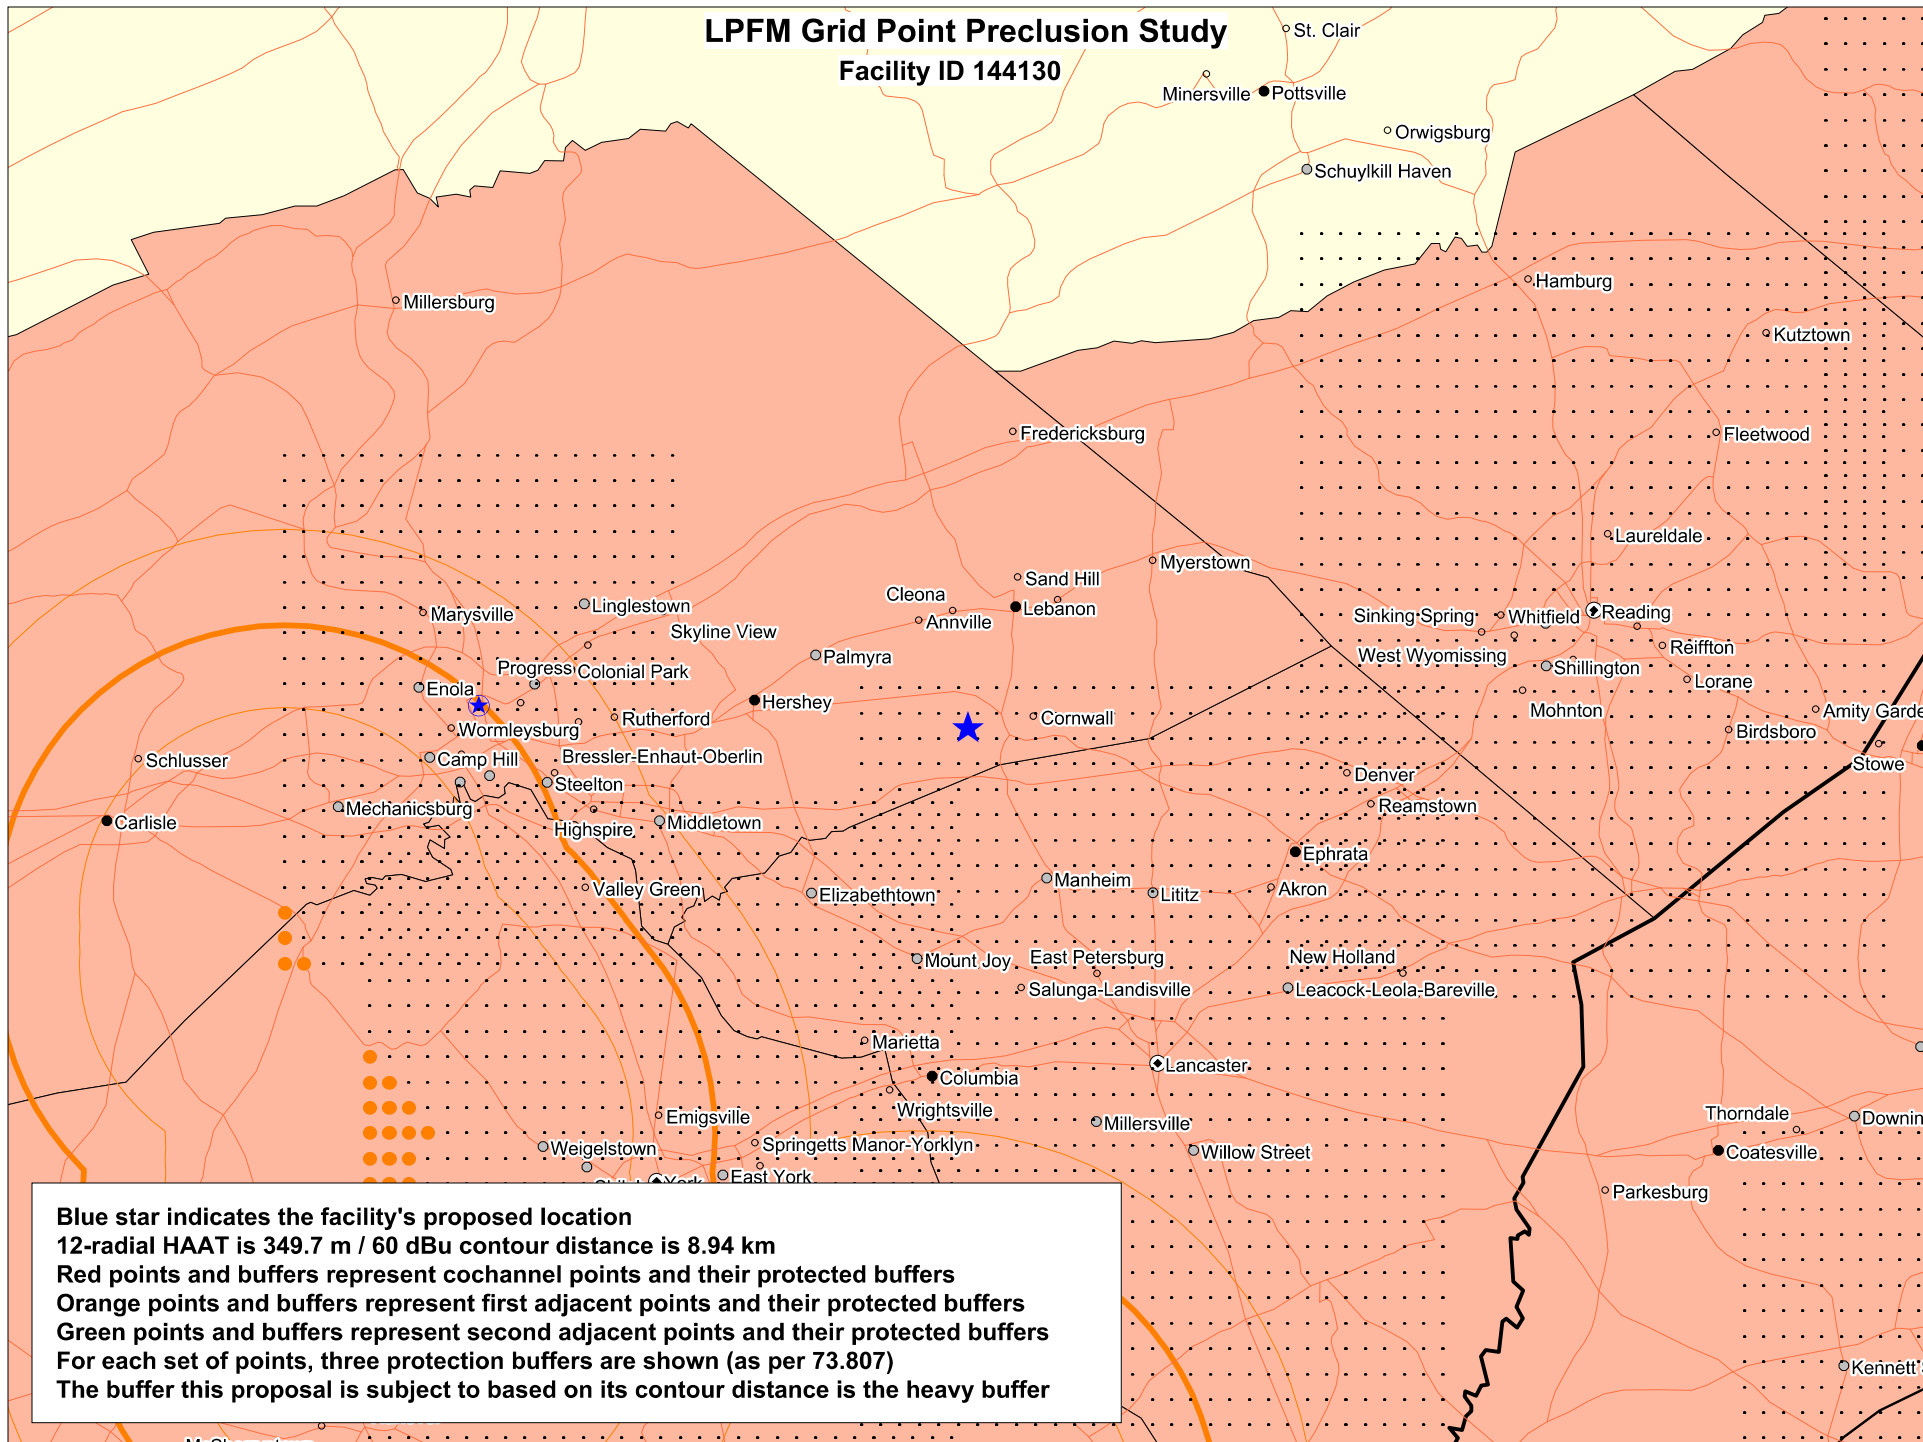 LPFM Grid Point Preclusion Study
Facility ID 144130
St. Clair
Minersville
Pottsville
Orwigsburg
Schuylkill Haven
Hamburg
Millersburg
Kutztown
Fredericksburg
Fleetwood
Laureldale
Myerstown
Sand Hill
Cleona
Lebanon
Linglestown
Marysville
Annville
Sinking Spring
Whitfield
Reading
Skyline View
Palmyra
West Wyomissing
Reiffton
Progress
Colonial Park
Shillington
Enola
Lorane
Hershey
Mohnton
Amity Garde
Rutherford
Cornwall
Wormleysburg
Birdsboro
Schlusser
Camp Hill
Bressler-Enhaut-Oberlin
Stowe
Denver
Steelton
Mechanicsburg
Reamstown
Carlisle
Highspire
Middletown
Ephrata
Manheim
Valley Green
Elizabethtown
Lititz
Akron
Mount Joy
East Petersburg
New Holland
Salunga-Landisville
Leacock-Leola-Bareville
Marietta
Lancaster
Columbia
Wrightsville
Emigsville
Thorndale
Downin
Millersville
Springetts Manor-Yorklyn
Weigelstown
Willow Street
Coatesville
York
East York
Parkesburg
Blue star indicates the facility's proposed location
12-radial HAAT is 349.7 m / 60 dBu contour distance is 8.94 km
Red points and buffers represent cochannel points and their protected buffers
Orange points and buffers represent first adjacent points and their protected buffers
Green points and buffers represent second adjacent points and their protected buffers
For each set of points, three protection buffers are shown (as per 73.807)
The buffer this proposal is subject to based on its contour distance is the heavy buffer
Kennett